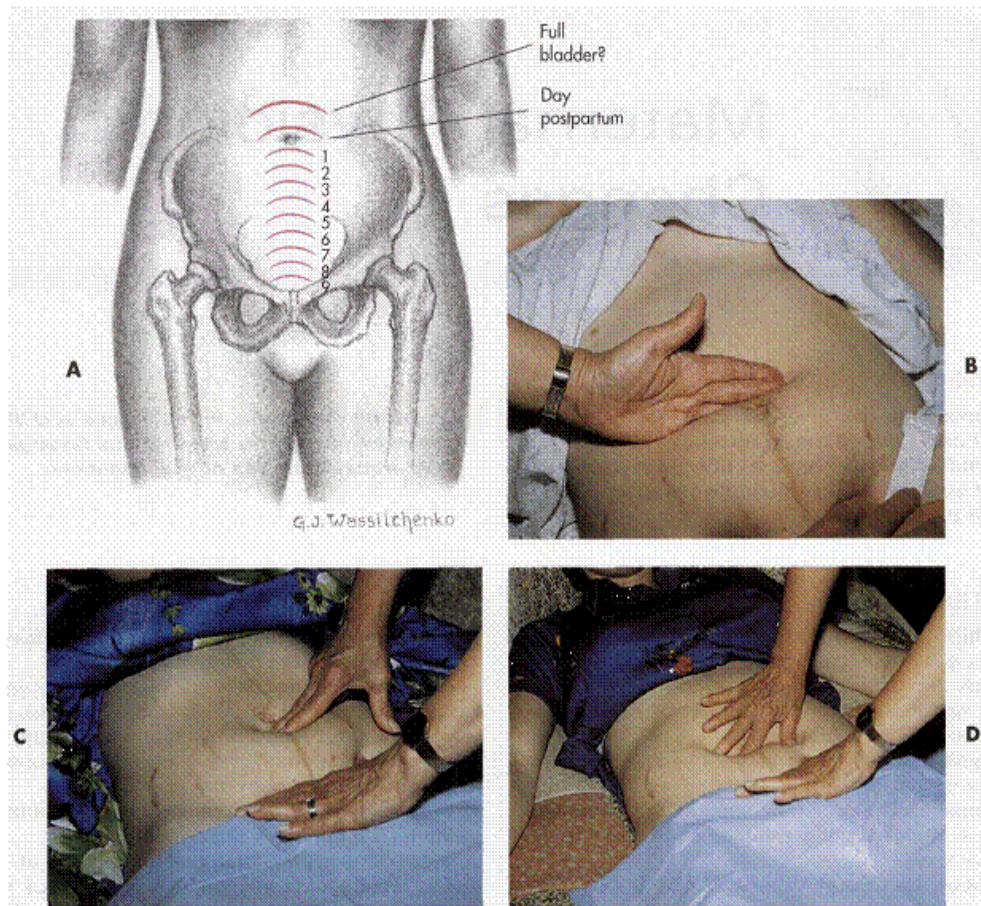 Full
bladder?
Day
postpartum
1
2
3
4
5
6
7
8
9
A
G.J. Wassilchenko
B
C
D